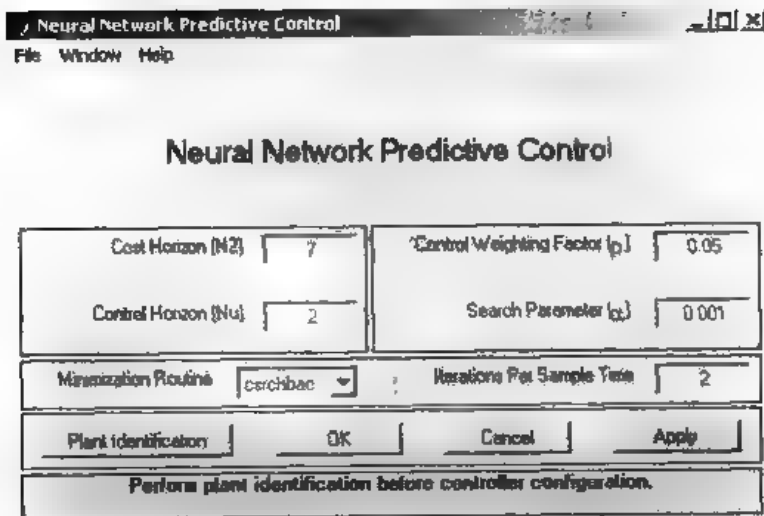 Neural Network Predictive Control
File Window Help
Neural Network Predictive Control
Cost Horizon (N2) 7
Control Weighting Factor (ρ) 0.05
Control Horizon (Nu) 2
Search Parameter (α) 0.001
Minimization Routine csrchbac
Iterations Per Sample Time 2
Plant Identification OK Cancel Apply
Perform plant identification before controller configuration.